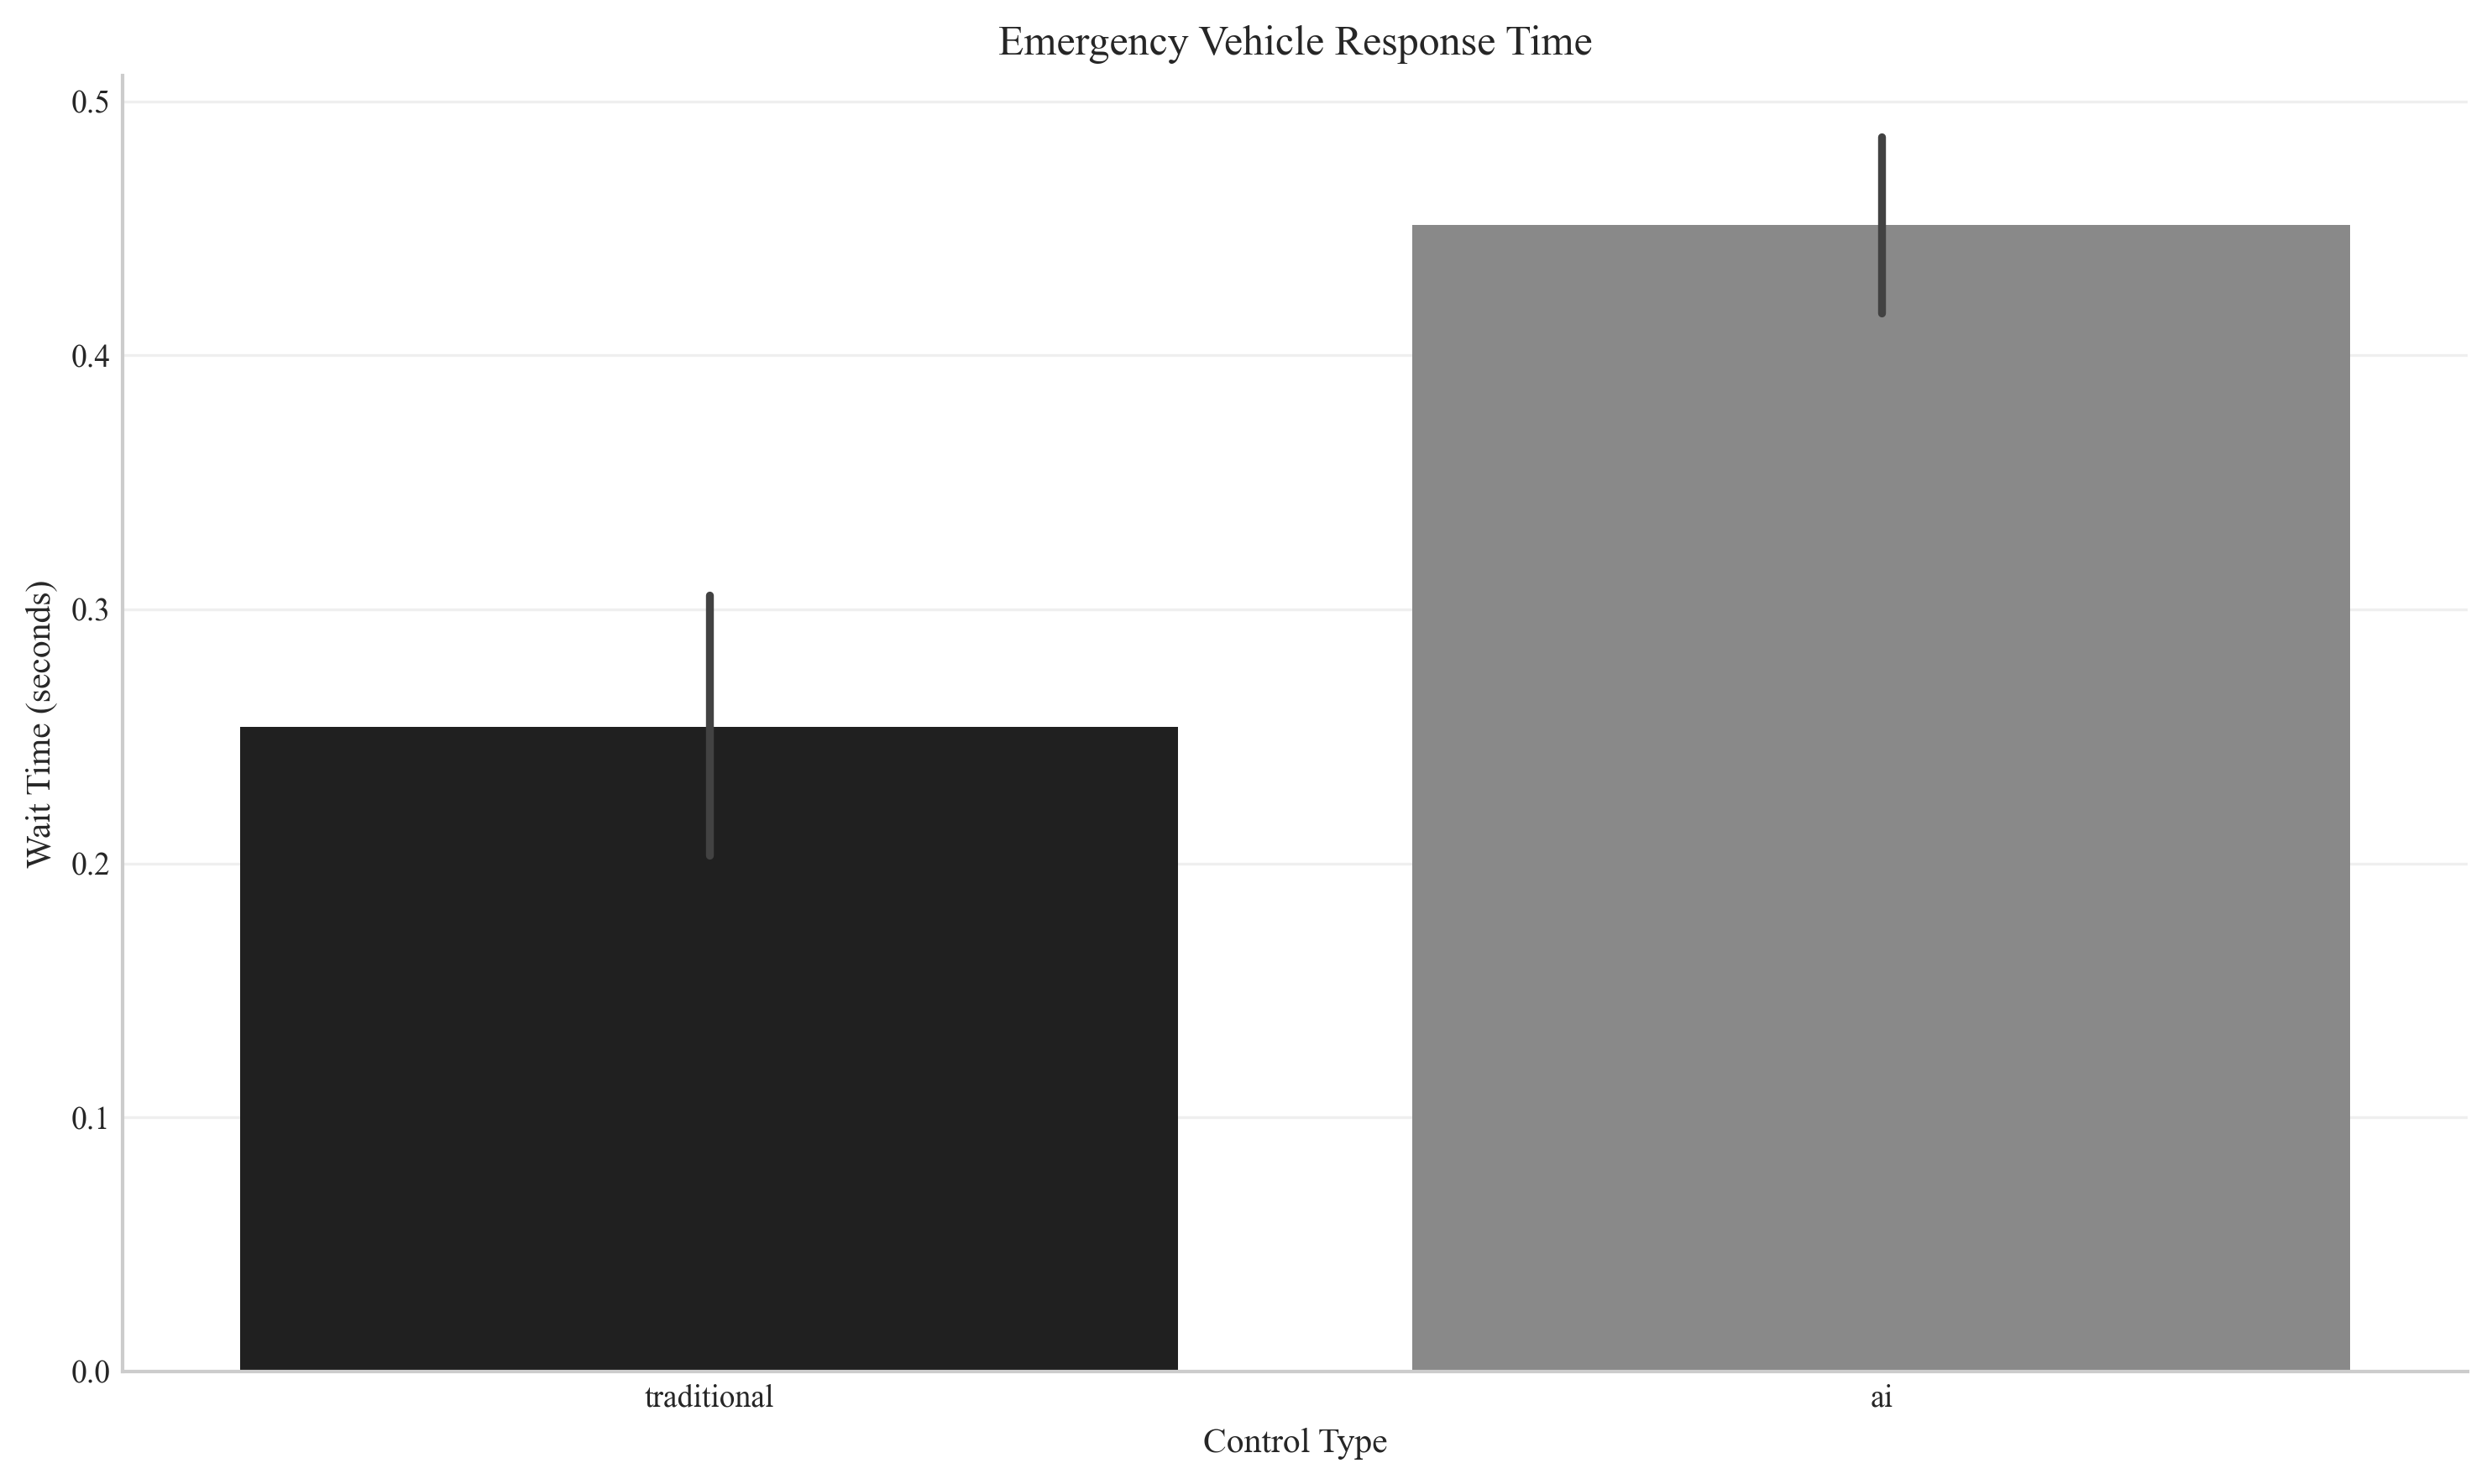 Emergency Vehicle Response Time
0.5
0.4
0.3
0.2
0.1
0.0
Wait Time (seconds)
traditional
ai
Control Type